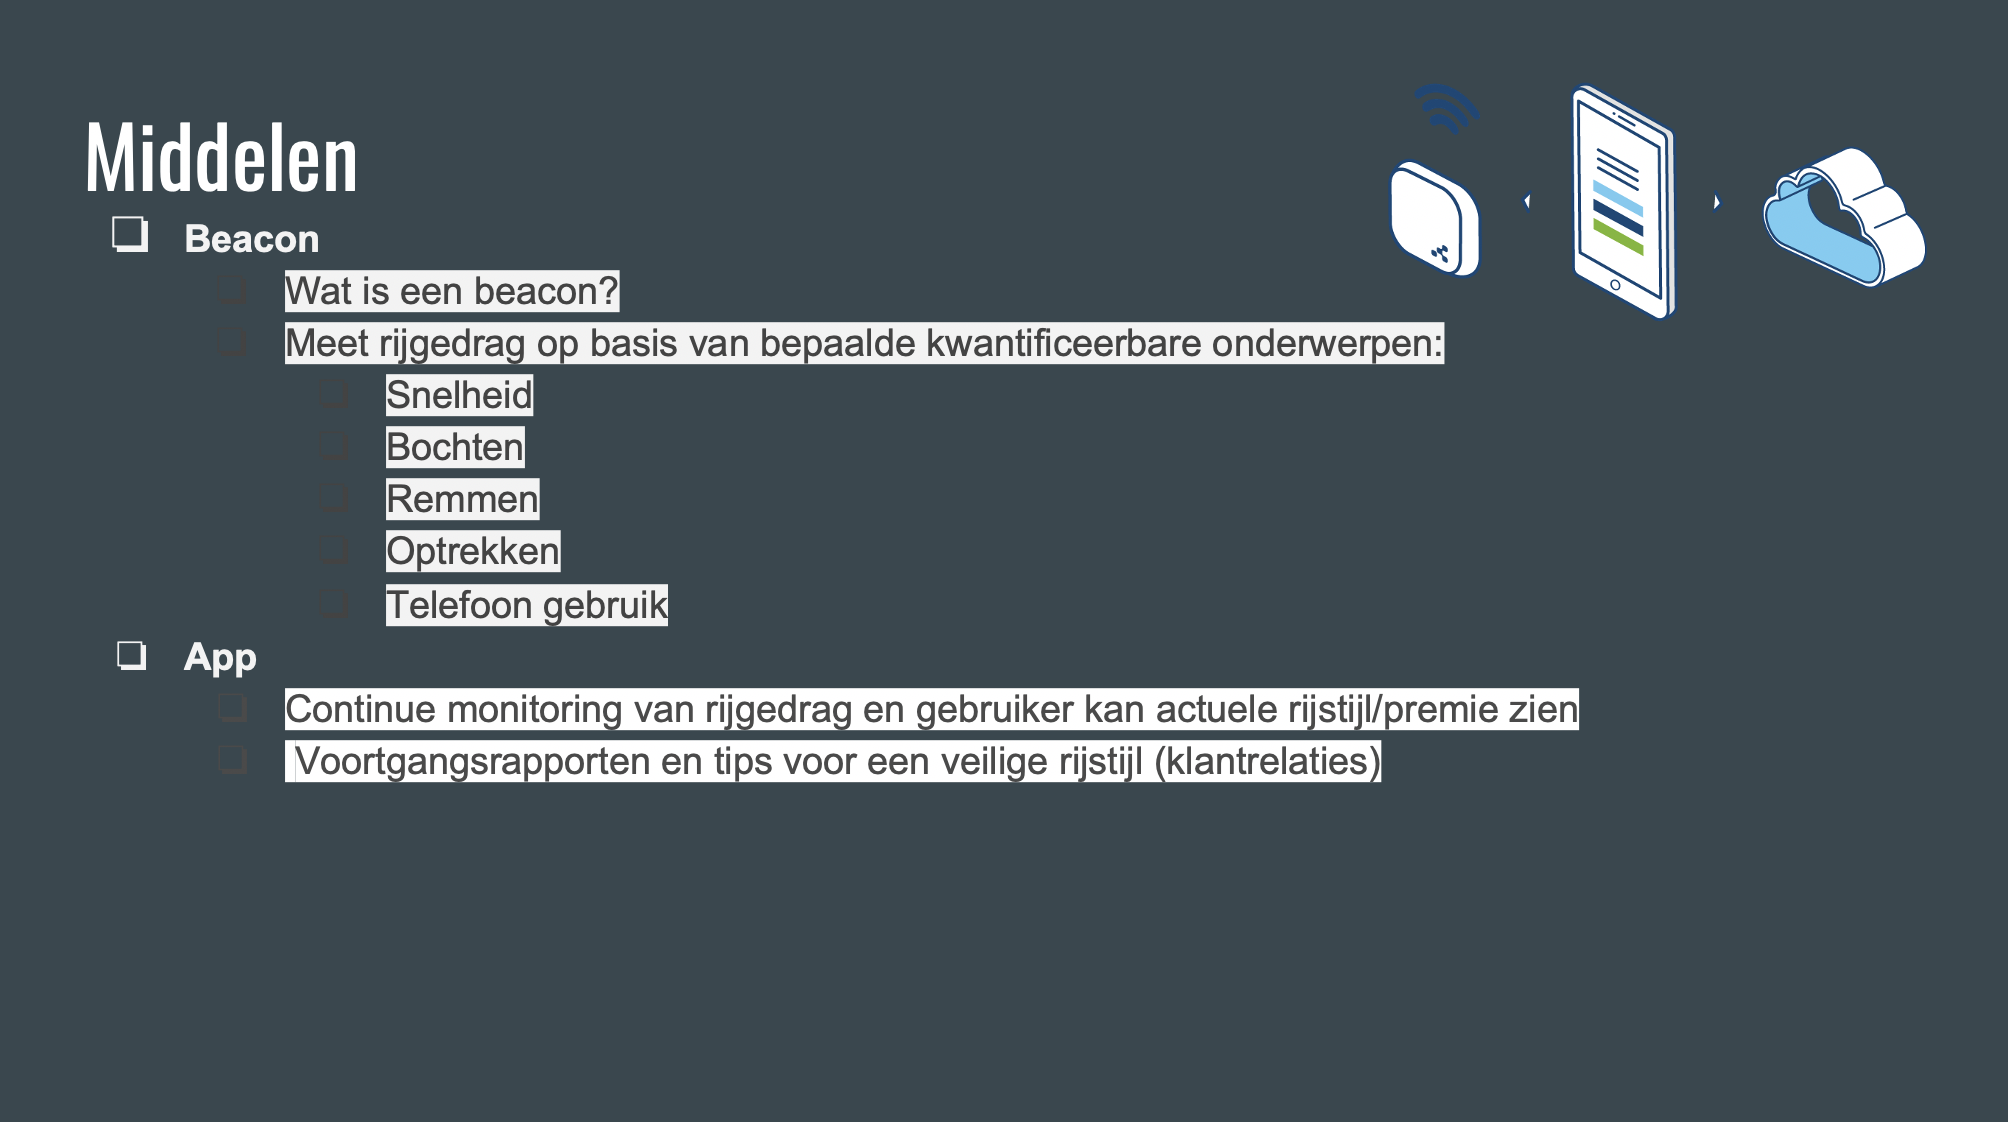 Middelen
Beacon
Wat is een beacon?
Meet rijgedrag op basis van bepaalde kwantificeerbare onderwerpen:
Snelheid
Bochten
Remmen
Optrekken
Telefoon gebruik
App
Continue monitoring van rijgedrag en gebruiker kan actuele rijstijl/premie zien
Voortgangsrapporten en tips voor een veilige rijstijl (klantrelaties)